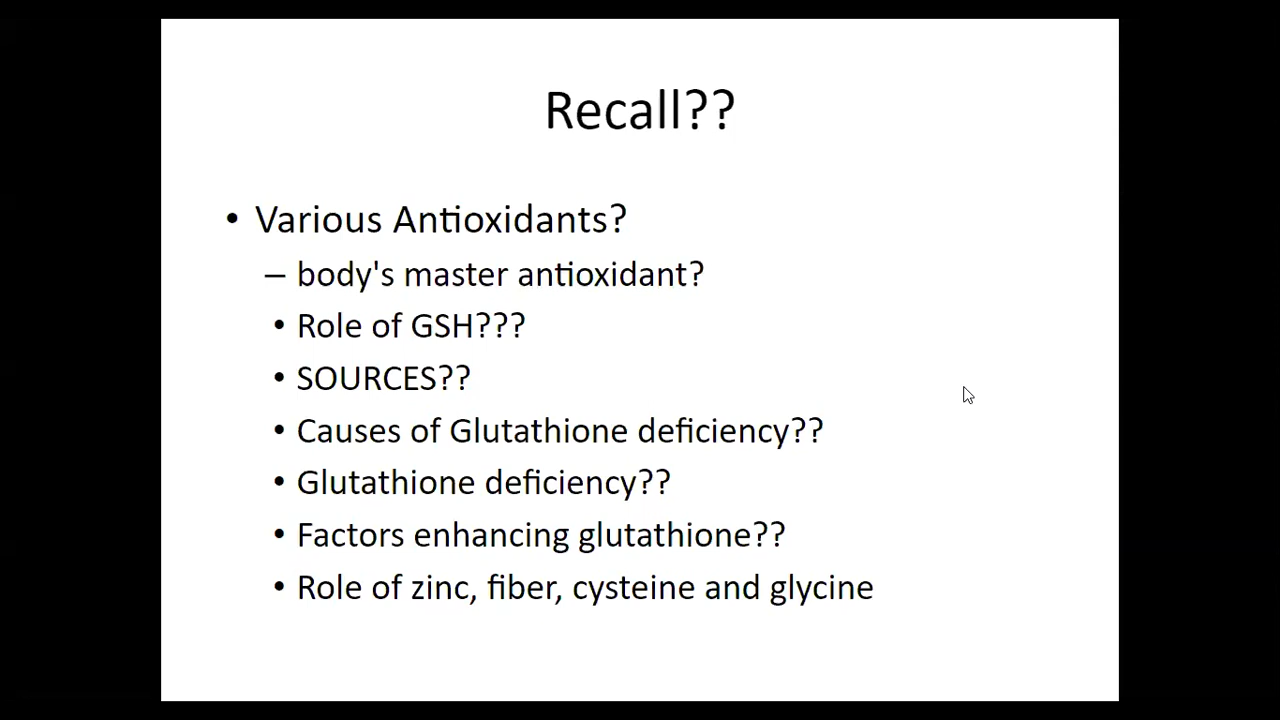 Recall??
• Various Antioxidants?
– body's master antioxidant?
• Role of GSH???
• SOURCES??
• Causes of Glutathione deficiency??
• Glutathione deficiency??
• Factors enhancing glutathione??
• Role of zinc, fiber, cysteine and glycine